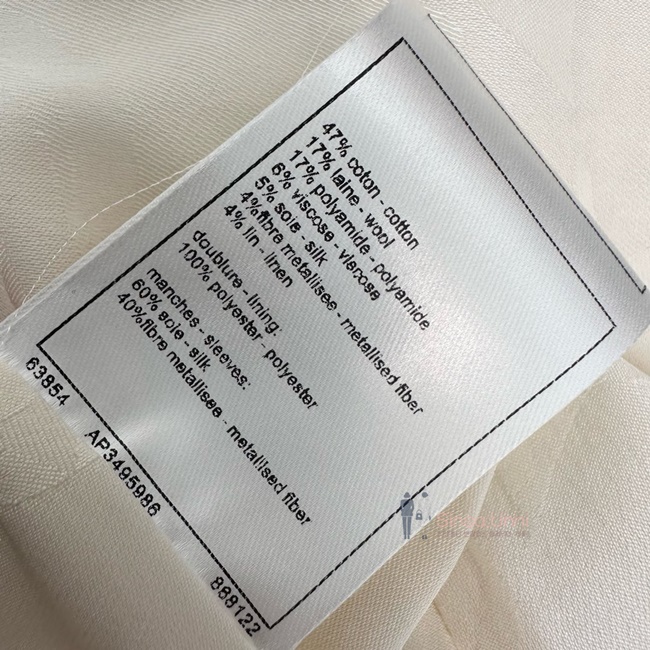 47% coton - cotton
17% laine - wool
17% polyamide - polyamide
6% viscose - viscose
5% soie - silk
4%fibre metallisee - metallised fiber
4% lin - linen
doublure - lining:
100% polyester - polyester
manches - sleeves:
60% soie - silk
40%fibre metallisee - metallised fiber
63854 AP3495986 888122